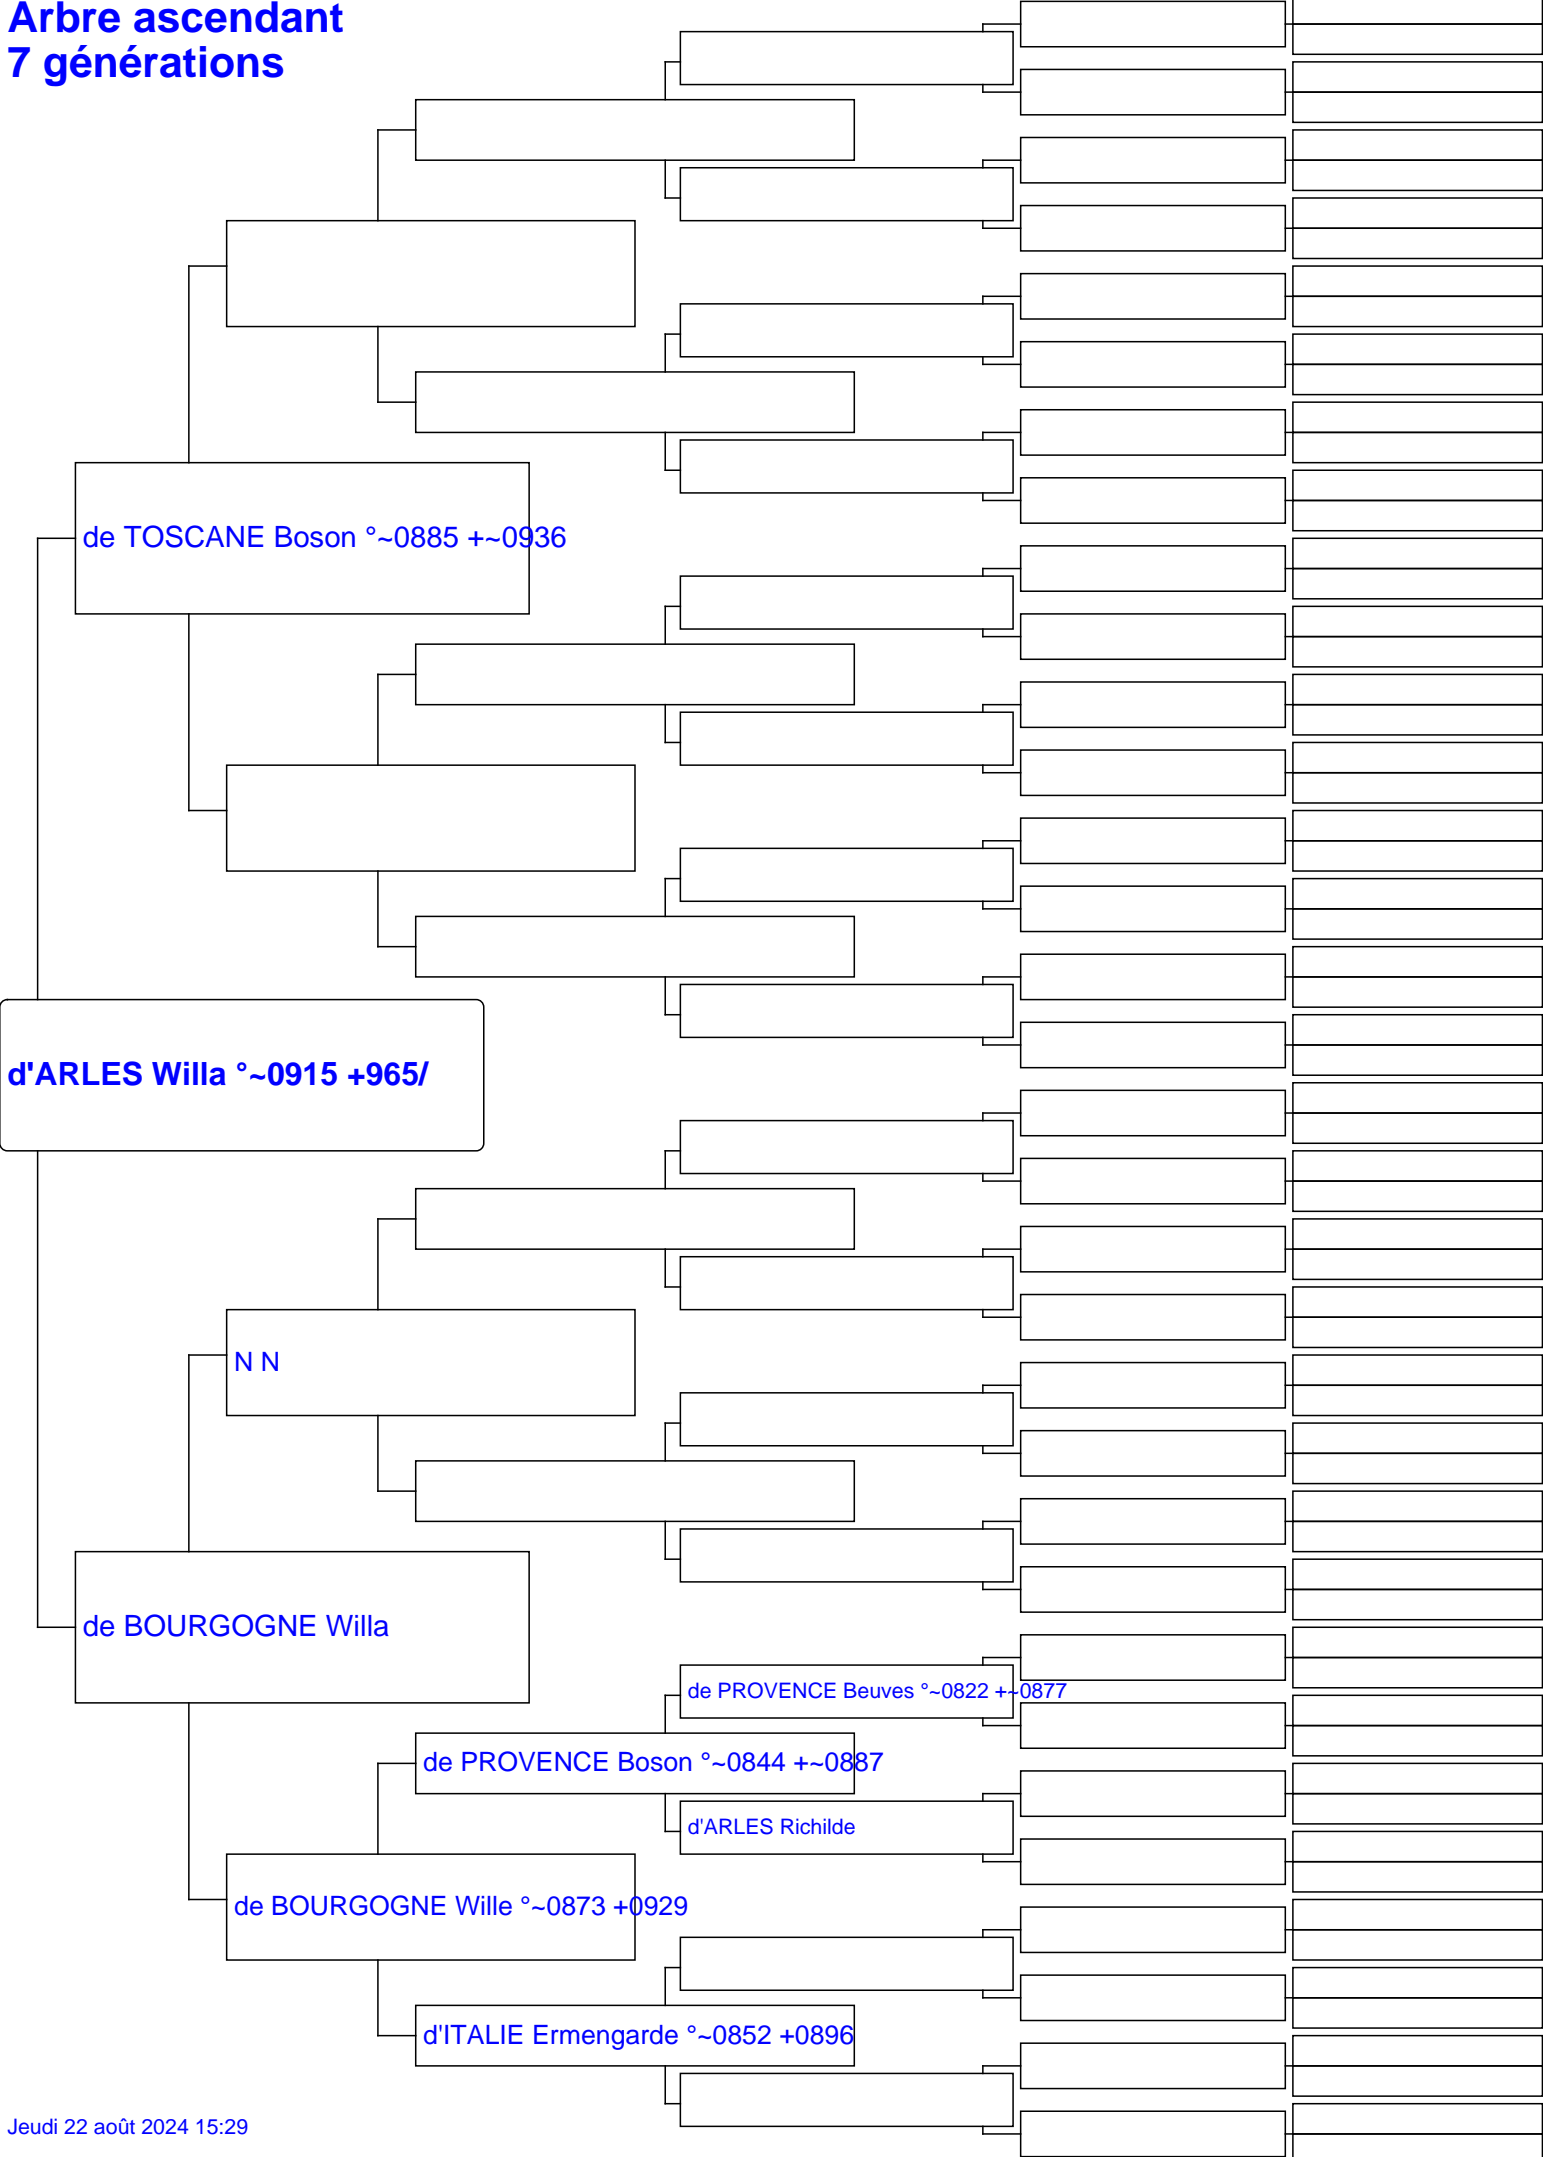 Arbre ascendant
7 générations
de TOSCANE Boson °~0885 +~0936
d'ARLES Willa °~0915 +965/
N N
de BOURGOGNE Willa
de PROVENCE Beuves °~0822 +~0877
de PROVENCE Boson °~0844 +~0887
d'ARLES Richilde
de BOURGOGNE Wille °~0873 +0929
d'ITALIE Ermengarde °~0852 +0896
Jeudi 22 août 2024 15:29